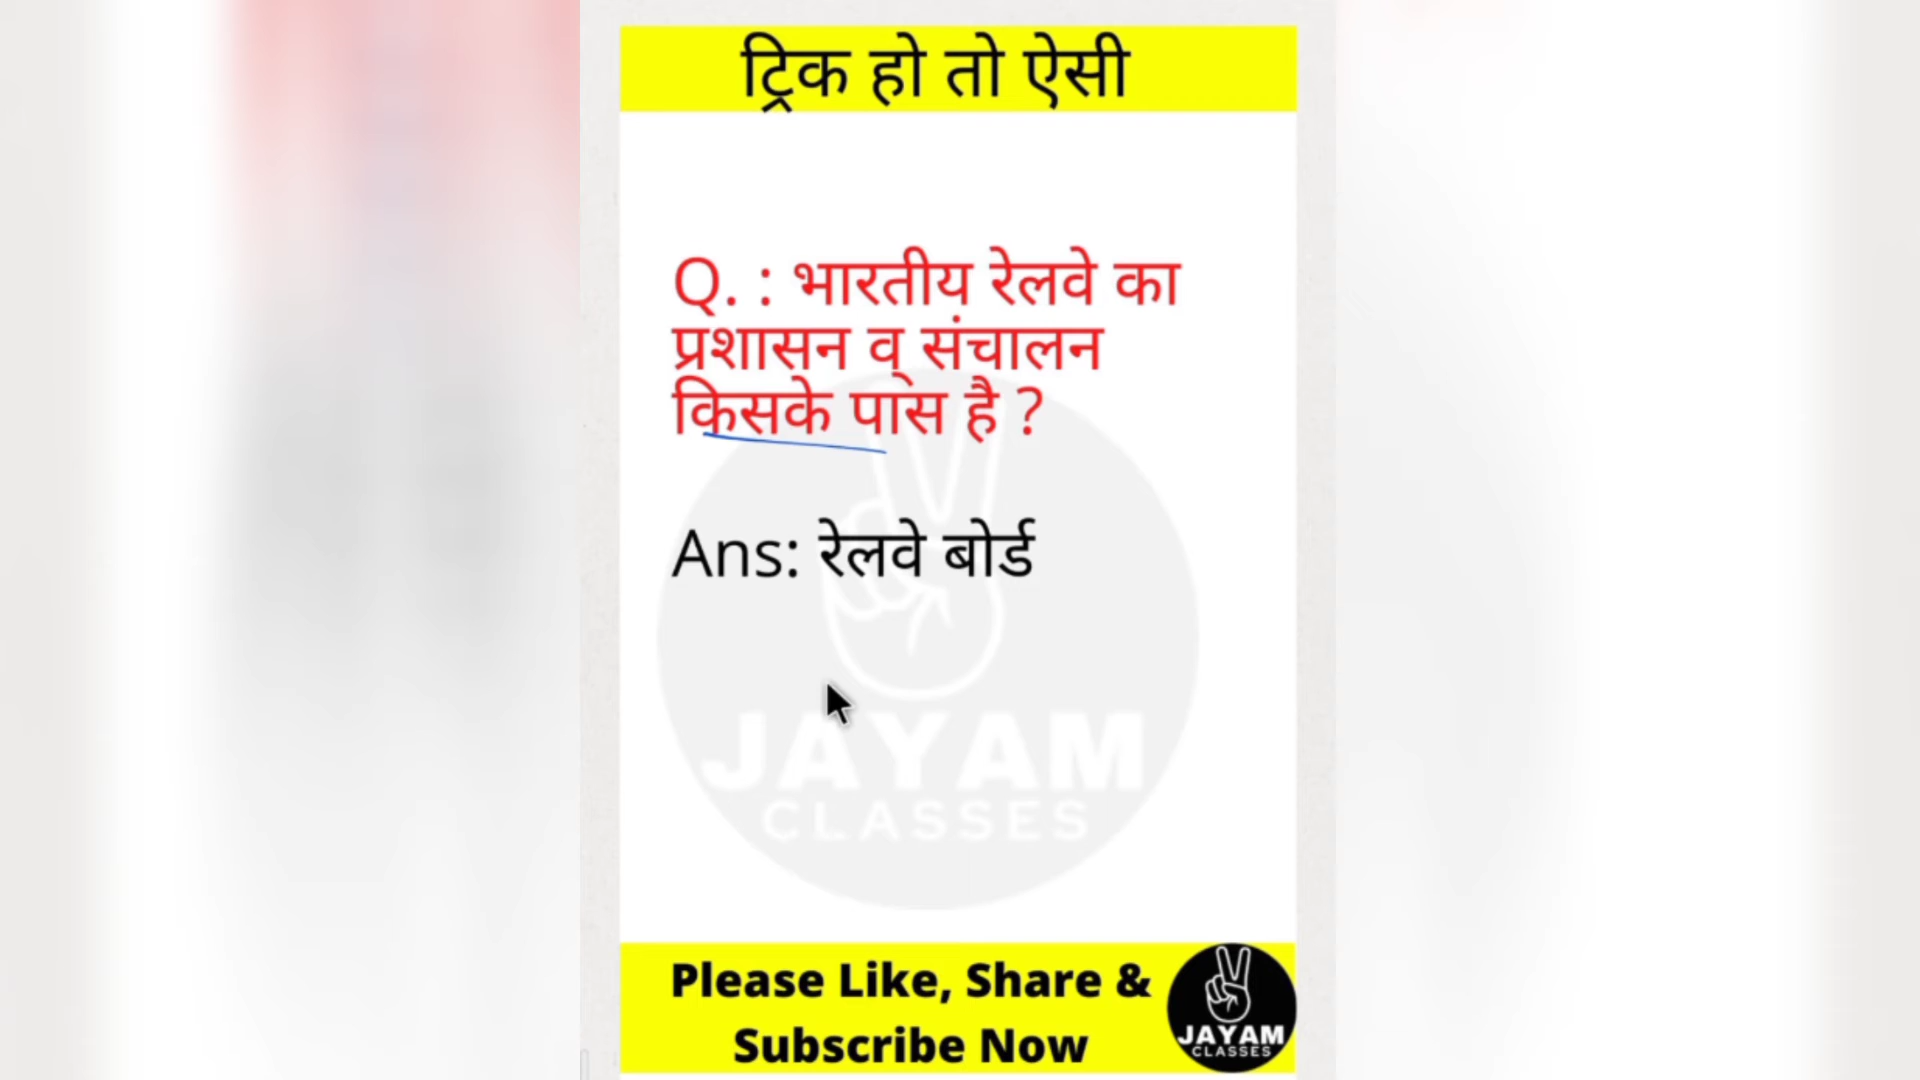 ट्रिक हो तो ऐसी
Q. : भारतीय रेलवे का
प्रशासन व् संचालन
किसके पास है ?
Ans: रेलवे बोर्ड
JAYAM
CLASSES
Please Like, Share &
Subscribe Now
JAYAM
CLASSES